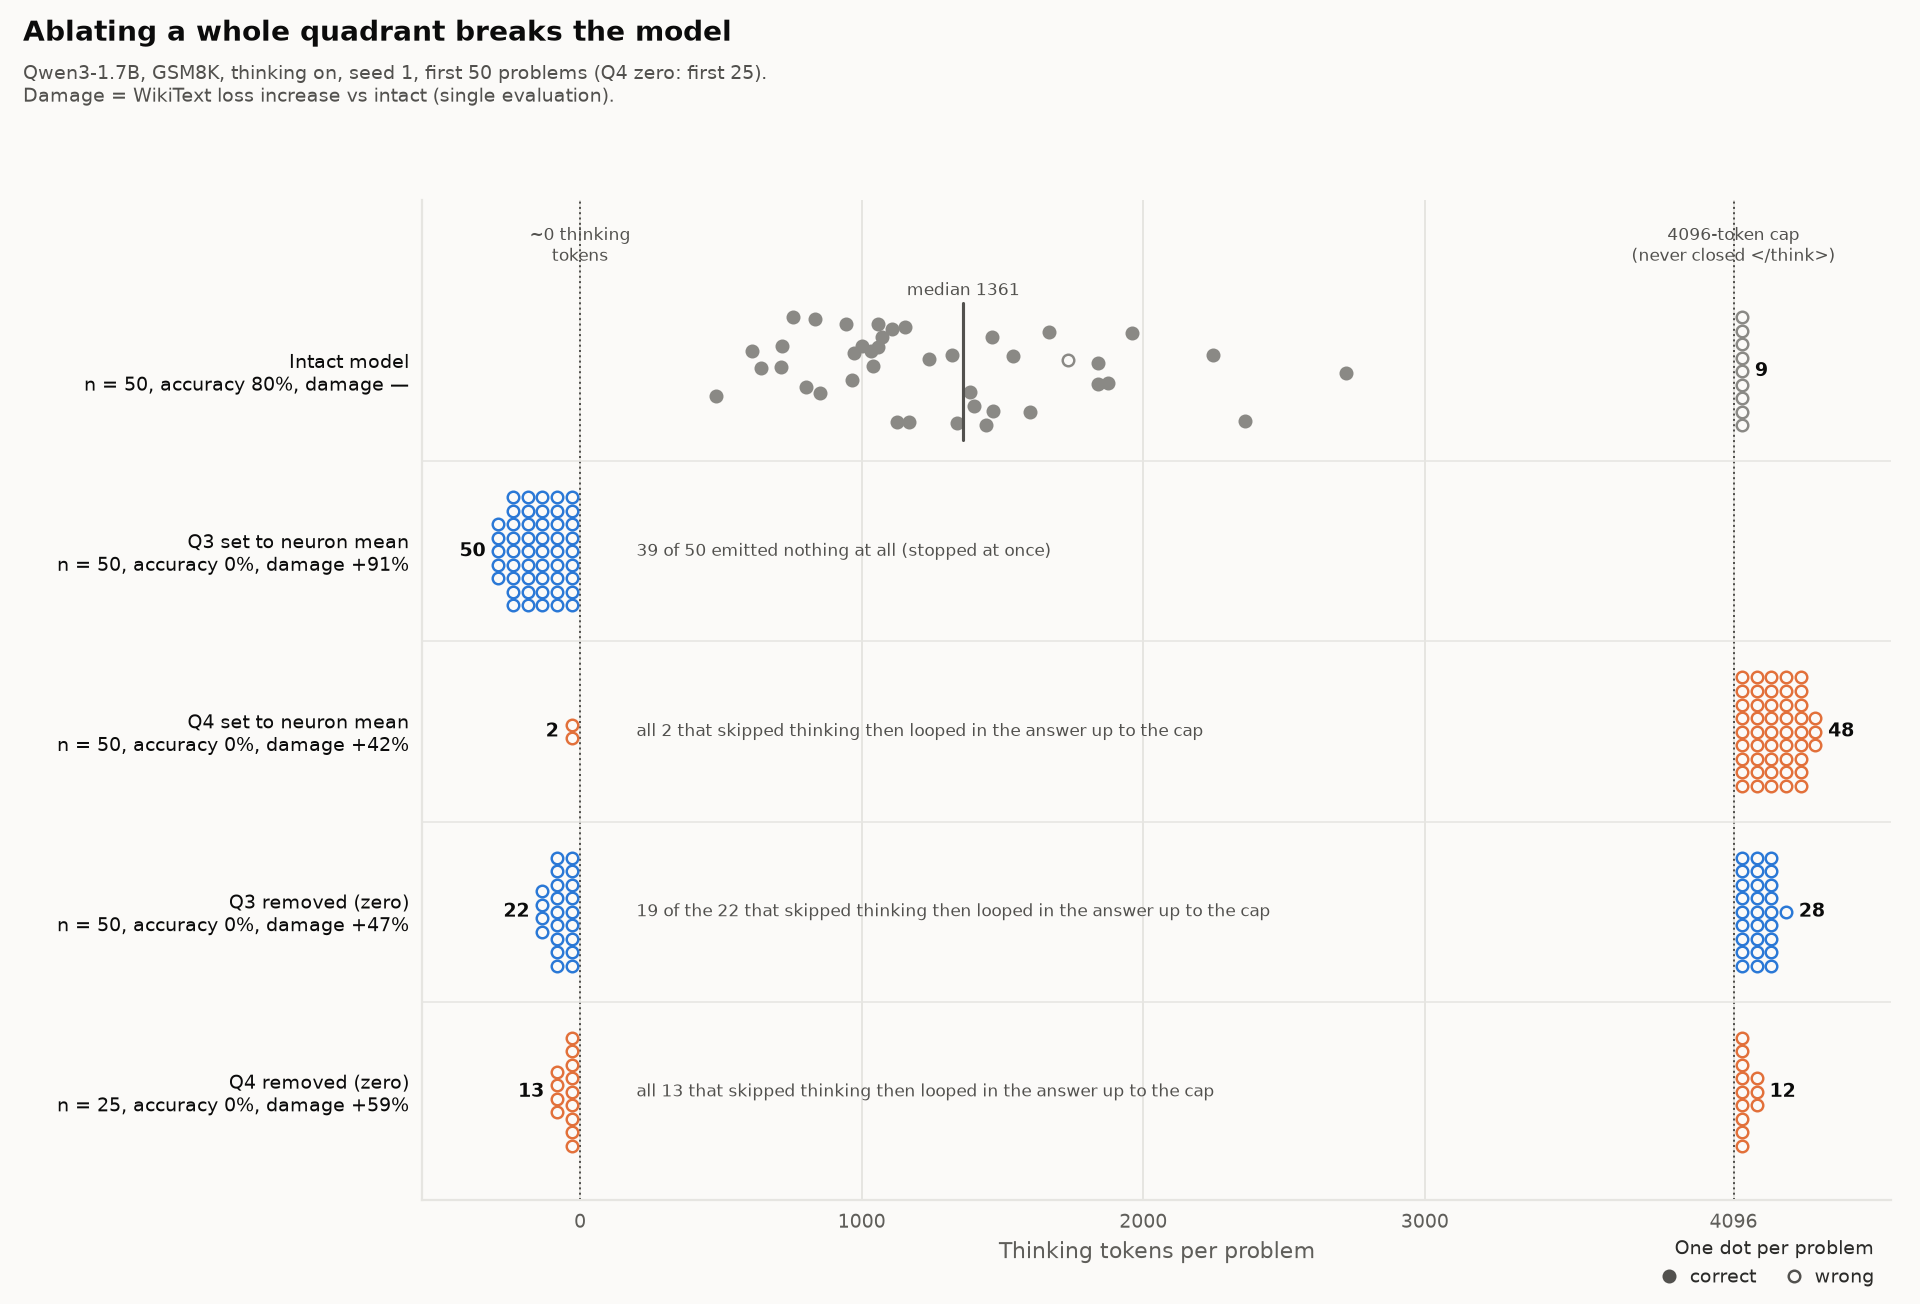 Ablating a whole quadrant breaks the model
Qwen3-1.7B, GSM8K, thinking on, seed 1, first 50 problems (Q4 zero: first 25).
Damage = WikiText loss increase vs intact (single evaluation).
~0 thinking
tokens
4096-token cap
(never closed </think>)
median 1361
Intact model
n = 50, accuracy 80%, damage —
9
Q3 set to neuron mean
n = 50, accuracy 0%, damage +91%
50
39 of 50 emitted nothing at all (stopped at once)
Q4 set to neuron mean
n = 50, accuracy 0%, damage +42%
2
all 2 that skipped thinking then looped in the answer up to the cap
48
Q3 removed (zero)
n = 50, accuracy 0%, damage +47%
22
19 of the 22 that skipped thinking then looped in the answer up to the cap
28
Q4 removed (zero)
n = 25, accuracy 0%, damage +59%
13
all 13 that skipped thinking then looped in the answer up to the cap
12
0
1000
2000
3000
4096
Thinking tokens per problem
One dot per problem
correct
wrong